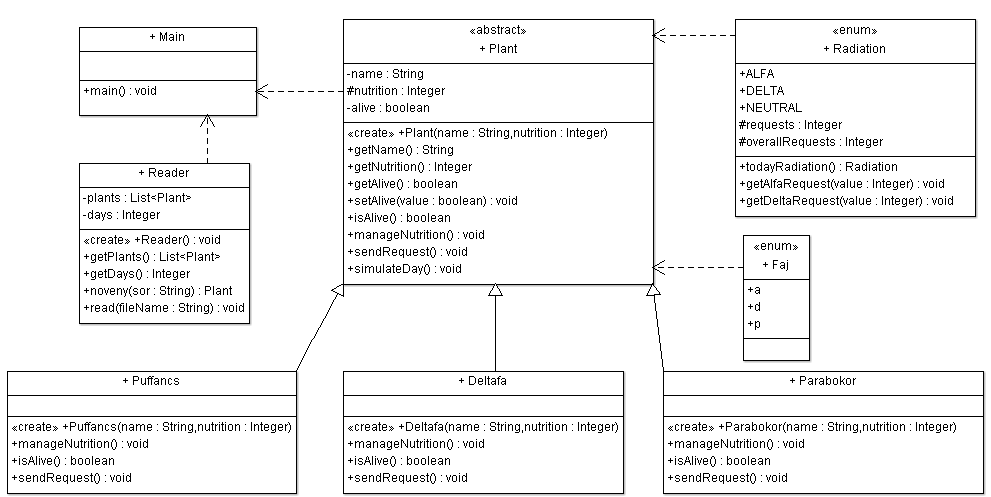 + Main
+main() : void
«abstract»
+ Plant
-name : String
#nutrition : Integer
-alive : boolean
«create» +Plant(name : String,nutrition : Integer)
+getName() : String
+getNutrition() : Integer
+getAlive() : boolean
+setAlive(value : boolean) : void
+isAlive() : boolean
+manageNutrition() : void
+sendRequest() : void
+simulateDay() : void
«enum»
+ Radiation
+ALFA
+DELTA
+NEUTRAL
#requests : Integer
#overallRequests : Integer
+todayRadiation() : Radiation
+getAlfaRequest(value : Integer) : void
+getDeltaRequest(value : Integer) : void
+ Reader
-plants : List<Plant>
-days : Integer
«create» +Reader() : void
+getPlants() : List<Plant>
+getDays() : Integer
+noveny(sor : String) : Plant
+read(fileName : String) : void
«enum»
+ Faj
+a
+d
+p
+ Puffancs
«create» +Puffancs(name : String,nutrition : Integer)
+manageNutrition() : void
+isAlive() : boolean
+sendRequest() : void
+ Deltafa
«create» +Deltafa(name : String,nutrition : Integer)
+manageNutrition() : void
+isAlive() : boolean
+sendRequest() : void
+ Parabokor
«create» +Parabokor(name : String,nutrition : Integer)
+manageNutrition() : void
+isAlive() : boolean
+sendRequest() : void